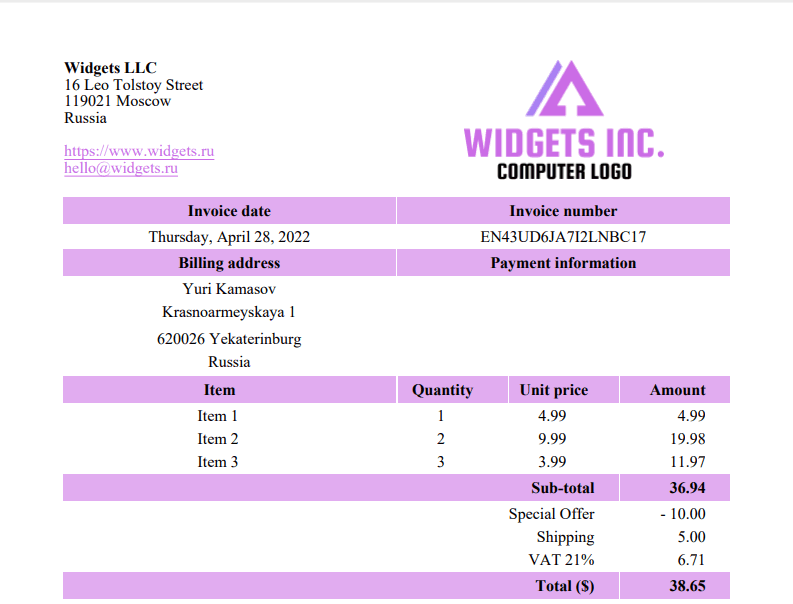 Widgets LLC
16 Leo Tolstoy Street
119021 Moscow
Russia
https://www.widgets.ru
hello@widgets.ru
WIDGETS INC.
COMPUTER LOGO
Invoice date Invoice number
Thursday, April 28, 2022 EN43UD6JA7I2LNBC17
Billing address Payment information
Yuri Kamasov
Krasnoarmeyskaya 1
620026 Yekaterinburg
Russia
Item Quantity Unit price Amount
Item 1 1 4.99 4.99
Item 2 2 9.99 19.98
Item 3 3 3.99 11.97
Sub-total 36.94
Special Offer - 10.00
Shipping 5.00
VAT 21% 6.71
Total ($) 38.65